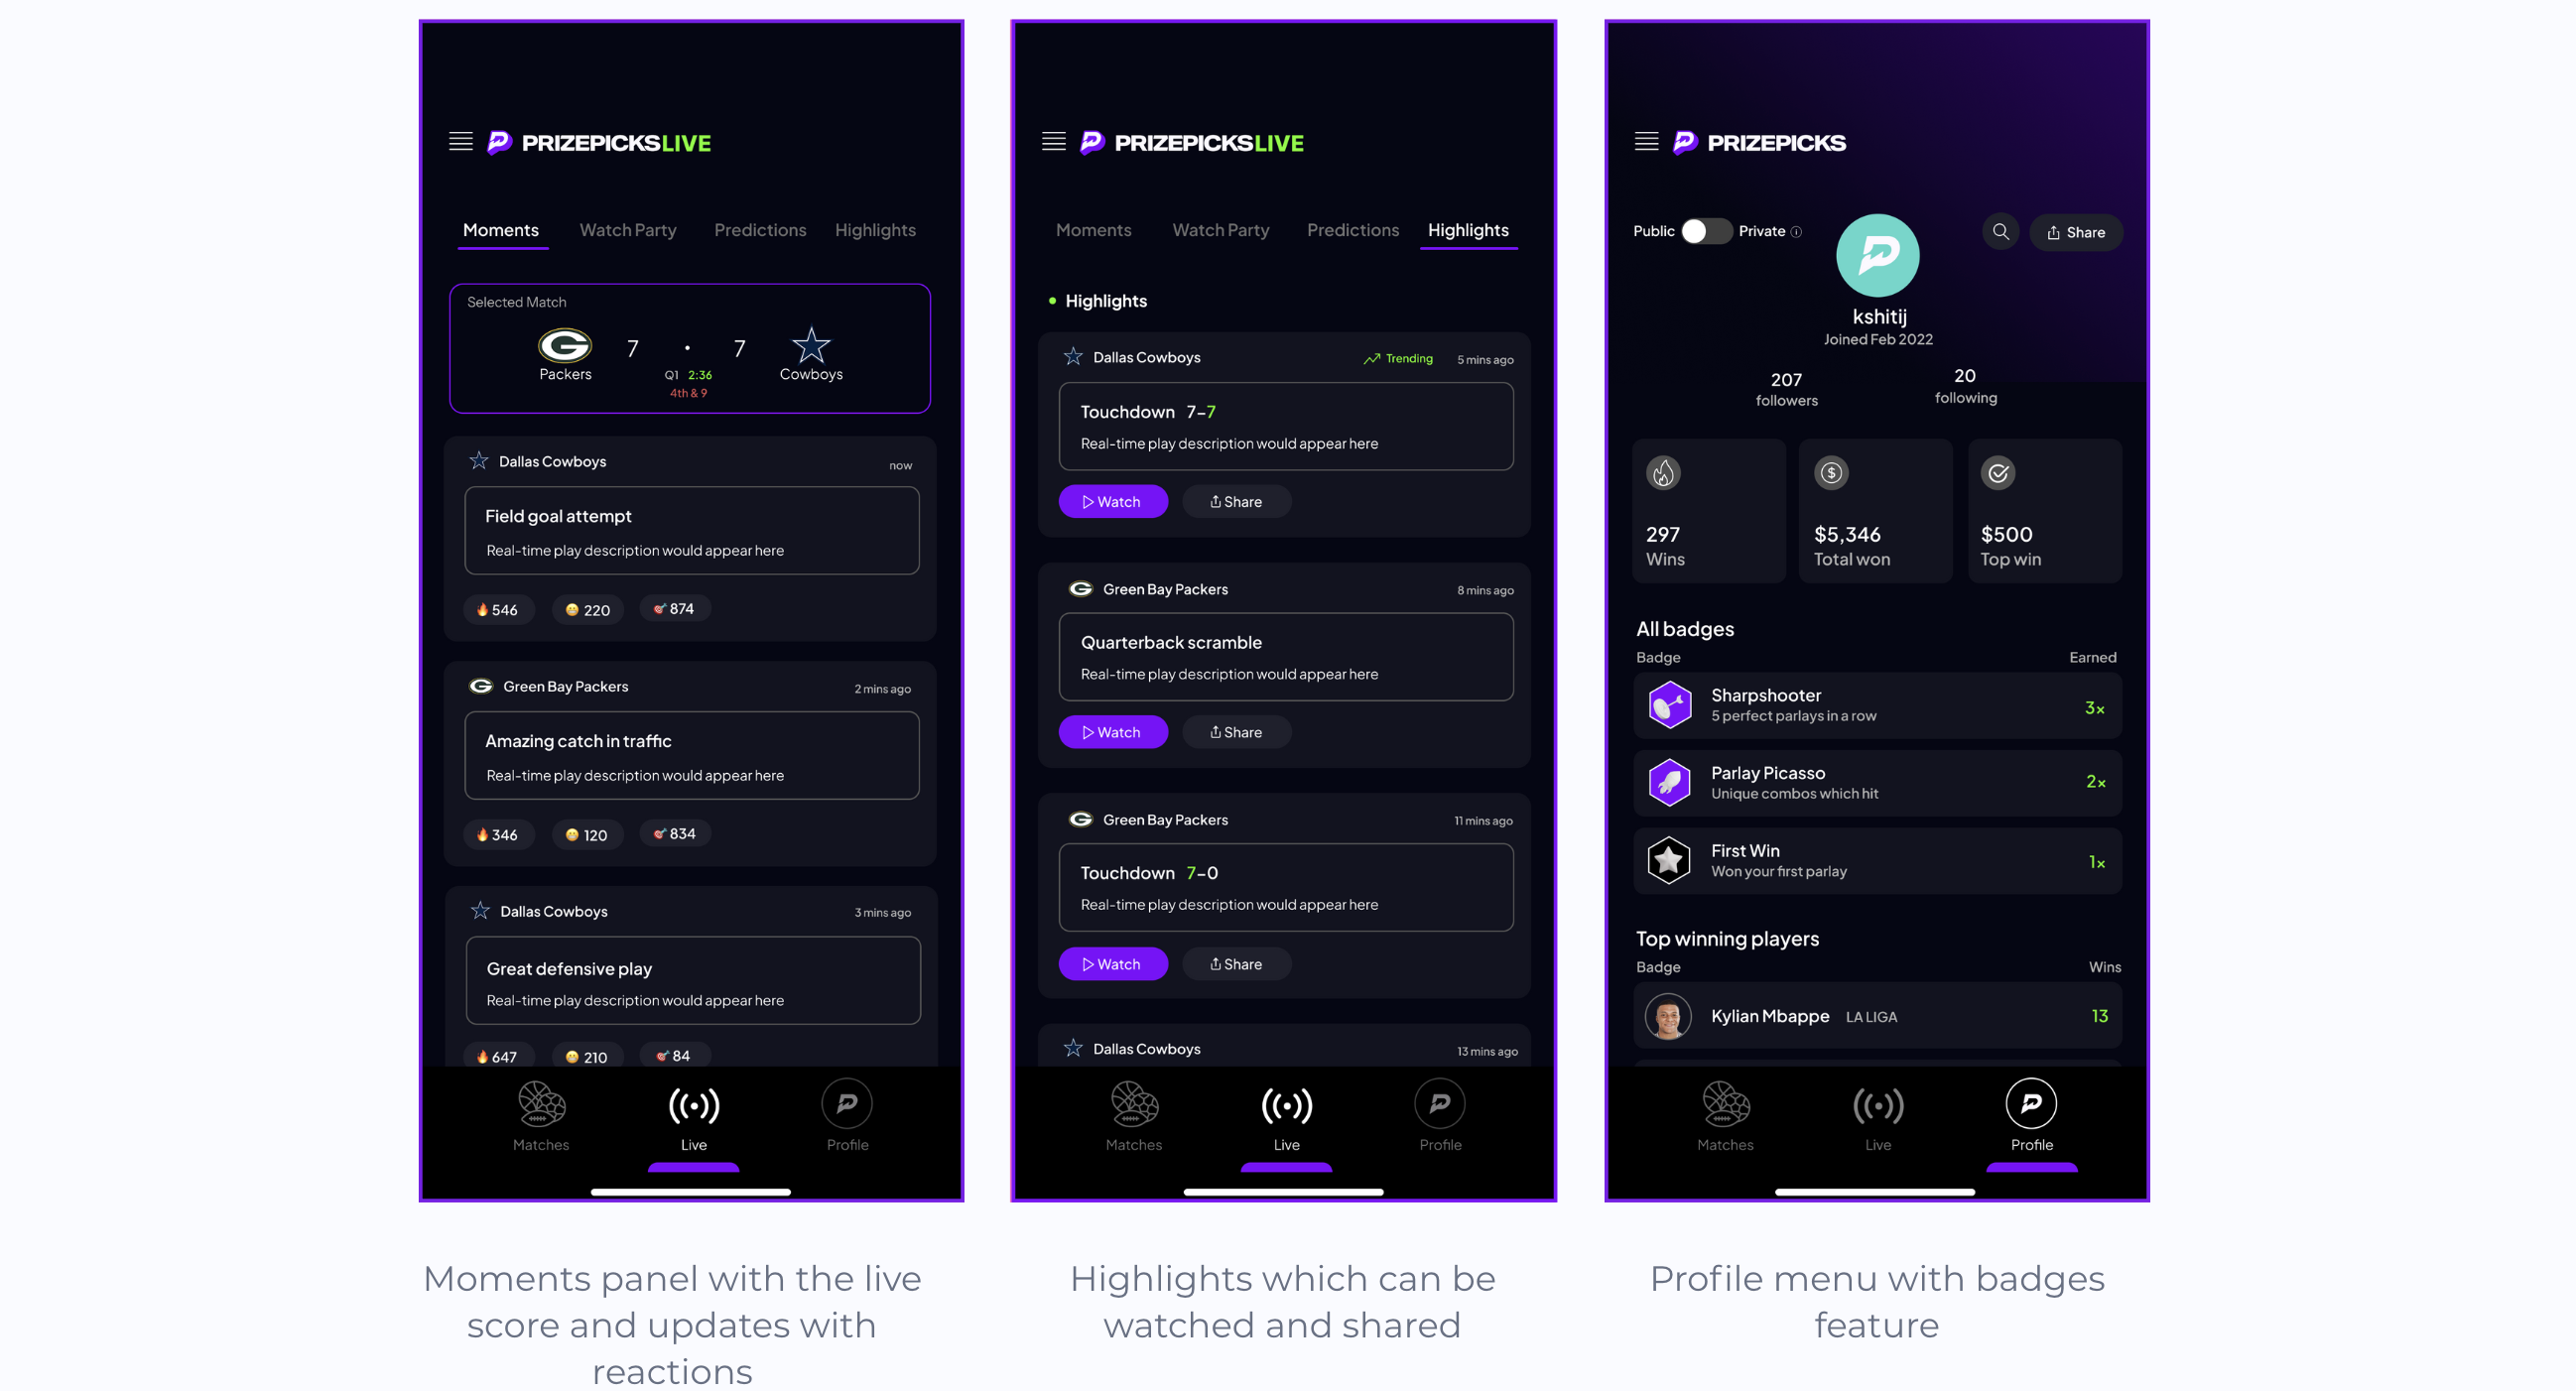 PRIZEPICKSLIVE
Moments Watch Party Predictions Highlights
Selected Match
7 · 7
Packers Cowboys
Q1 2:36
4th & 9
Dallas Cowboys now
Field goal attempt
Real-time play description would appear here
🔥 546 😁 220 🎯 874
Green Bay Packers 2 mins ago
Amazing catch in traffic
Real-time play description would appear here
🔥 346 😁 120 🎯 834
Dallas Cowboys 3 mins ago
Great defensive play
Real-time play description would appear here
🔥 647 😁 210 🎯 84
Matches Live Profile
Moments panel with the live
score and updates with
reactions
PRIZEPICKSLIVE
Moments Watch Party Predictions Highlights
Highlights
Dallas Cowboys Trending 5 mins ago
Touchdown 7–7
Real-time play description would appear here
Watch Share
Green Bay Packers 8 mins ago
Quarterback scramble
Real-time play description would appear here
Watch Share
Green Bay Packers 11 mins ago
Touchdown 7–0
Real-time play description would appear here
Watch Share
Dallas Cowboys 13 mins ago
Matches Live Profile
Highlights which can be
watched and shared
PRIZEPICKS
Public Private Share
kshitij
Joined Feb 2022
207 20
followers following
297 $5,346 $500
Wins Total won Top win
All badges
Badge Earned
Sharpshooter
5 perfect parlays in a row 3×
Parlay Picasso
Unique combos which hit 2×
First Win
Won your first parlay 1×
Top winning players
Badge Wins
Kylian Mbappe LA LIGA 13
Matches Live Profile
Profile menu with badges
feature